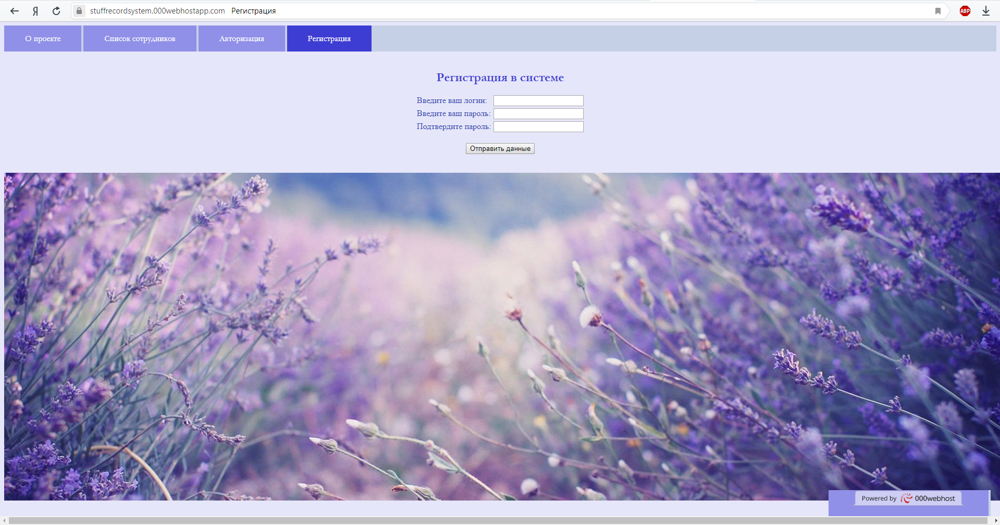 Я stuffrecordsystem.000webhostapp.com Регистрация ABP
О проекте Список сотрудников Авторизация Регистрация
Регистрация в системе
Введите ваш логин:
Введите ваш пароль:
Подтвердите пароль:
Отправить данные
Powered by 000webhost